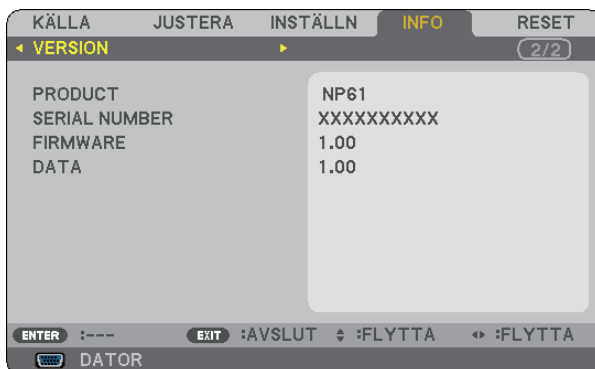 KÄLLA JUSTERA INSTÄLLN INFO RESET
VERSION 2/2
PRODUCT NP61
SERIAL NUMBER XXXXXXXXXX
FIRMWARE 1.00
DATA 1.00
ENTER :--- EXIT :AVSLUT :FLYTTA :FLYTTA
DATOR